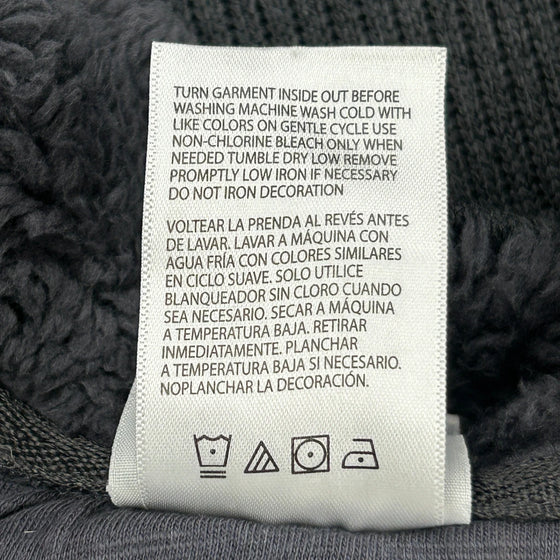 TURN GARMENT INSIDE OUT BEFORE
WASHING MACHINE WASH COLD WITH
LIKE COLORS ON GENTLE CYCLE USE
NON-CHLORINE BLEACH ONLY WHEN
NEEDED TUMBLE DRY LOW REMOVE
PROMPTLY LOW IRON IF NECESSARY
DO NOT IRON DECORATION
VOLTEAR LA PRENDA AL REVÉS ANTES
DE LAVAR. LAVAR A MÁQUINA CON
AGUA FRÍA CON COLORES SIMILARES
EN CICLO SUAVE. SOLO UTILICE
BLANQUEADOR SIN CLORO CUANDO
SEA NECESARIO. SECAR A MÁQUINA
A TEMPERATURA BAJA. RETIRAR
INMEDIATAMENTE. PLANCHAR
A TEMPERATURA BAJA SI NECESARIO.
NOPLANCHAR LA DECORACIÓN.